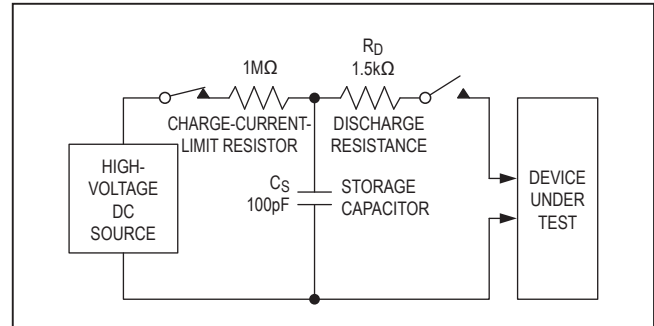 R_D
1MΩ
1.5kΩ
CHARGE-CURRENT-
LIMIT RESISTOR
DISCHARGE
RESISTANCE
HIGH-
VOLTAGE
DC
SOURCE
C_S
100pF
STORAGE
CAPACITOR
DEVICE
UNDER
TEST